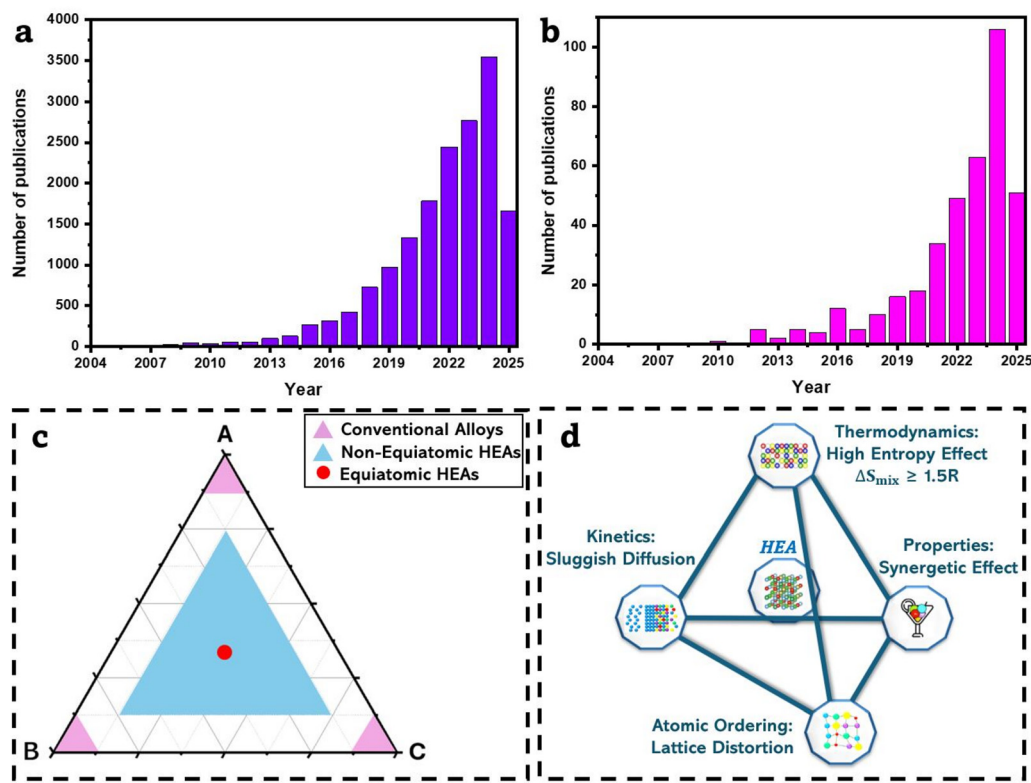 a
Number of publications
4000
3500
3000
2500
2000
1500
1000
500
0
2004 2007 2010 2013 2016 2019 2022 2025
Year
b
Number of publications
100
80
60
40
20
0
2004 2007 2010 2013 2016 2019 2022 2025
Year
c
Conventional Alloys
Non-Equiatomic HEAs
Equiatomic HEAs
A
B
C
d
Thermodynamics:
High Entropy Effect
ΔSmix ≥ 1.5R
Kinetics:
Sluggish Diffusion
HEA
Properties:
Synergetic Effect
Atomic Ordering:
Lattice Distortion